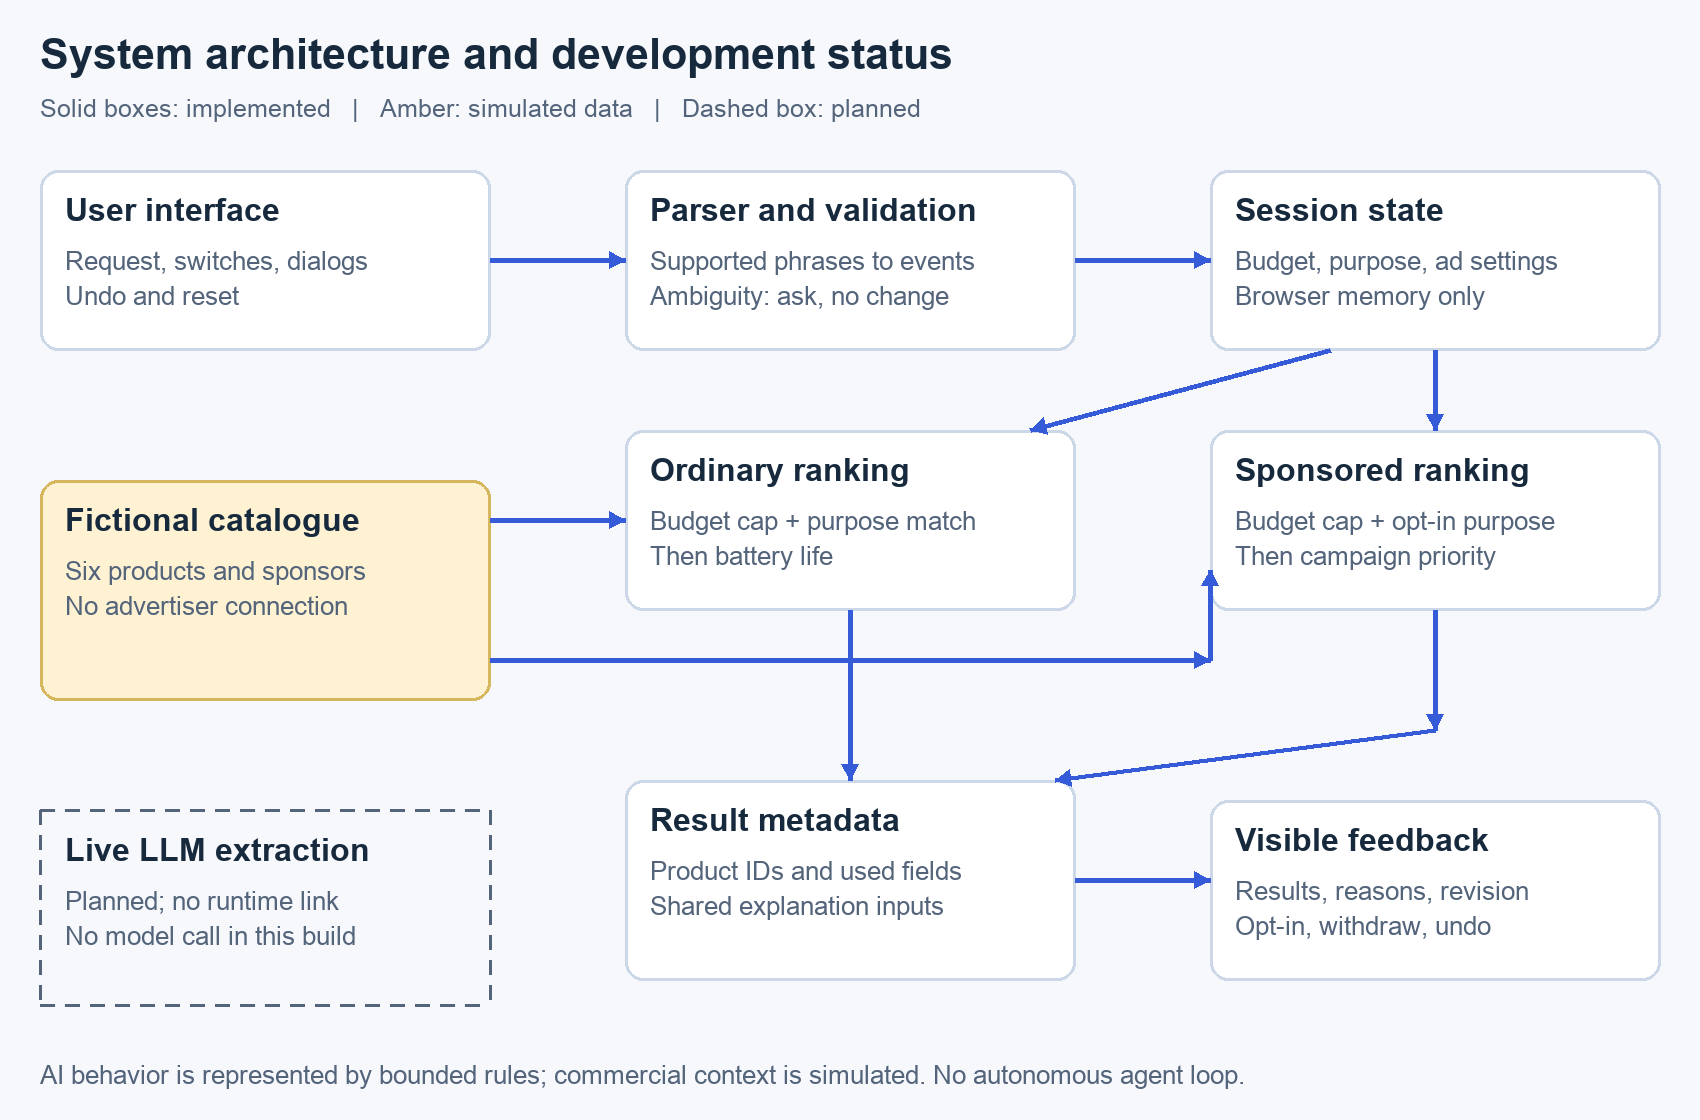 System architecture and development status
Solid boxes: implemented | Amber: simulated data | Dashed box: planned
User interface
Request, switches, dialogs
Undo and reset
Parser and validation
Supported phrases to events
Ambiguity: ask, no change
Session state
Budget, purpose, ad settings
Browser memory only
Fictional catalogue
Six products and sponsors
No advertiser connection
Ordinary ranking
Budget cap + purpose match
Then battery life
Sponsored ranking
Budget cap + opt-in purpose
Then campaign priority
Live LLM extraction
Planned; no runtime link
No model call in this build
Result metadata
Product IDs and used fields
Shared explanation inputs
Visible feedback
Results, reasons, revision
Opt-in, withdraw, undo
AI behavior is represented by bounded rules; commercial context is simulated. No autonomous agent loop.